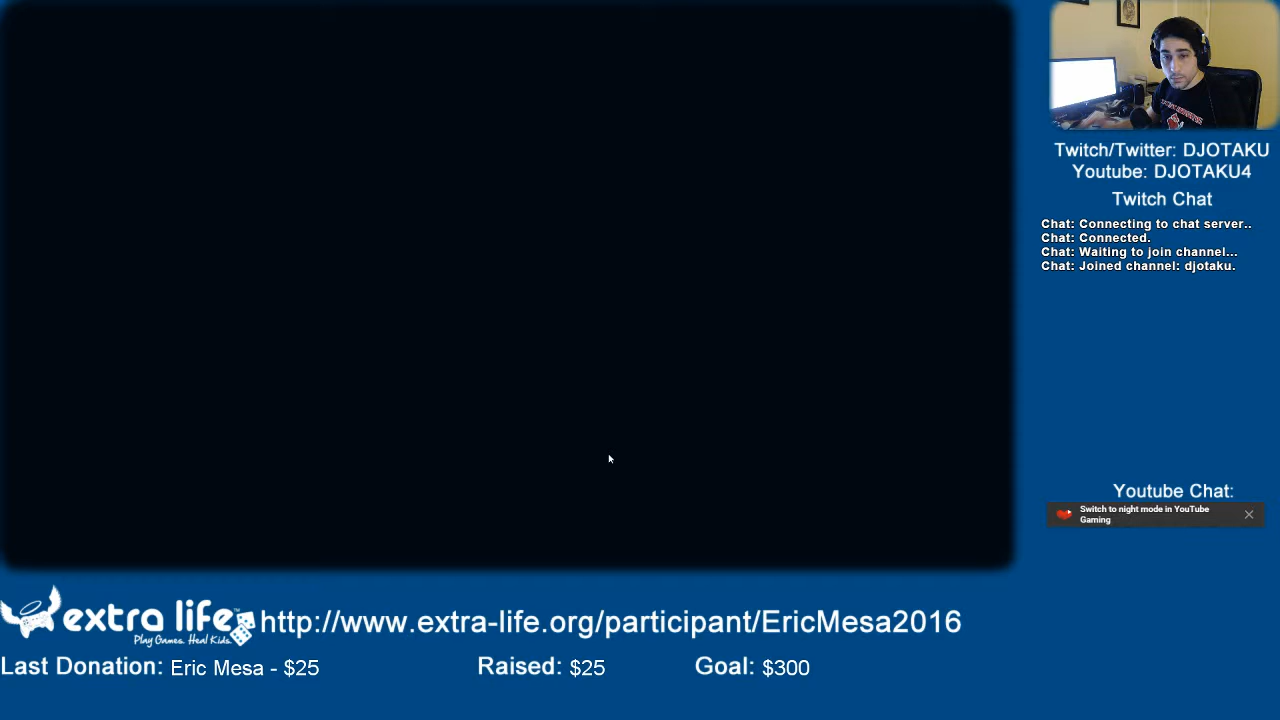 Twitch/Twitter: DJOTAKU
Youtube: DJOTAKU4
Twitch Chat
Chat: Connecting to chat server..
Chat: Connected.
Chat: Waiting to join channel...
Chat: Joined channel: djotaku.
Youtube Chat:
Switch to night mode in YouTube
Gaming
extra life
Play Games. Heal Kids.
http://www.extra-life.org/participant/EricMesa2016
Last Donation: Eric Mesa - $25
Raised: $25
Goal: $300